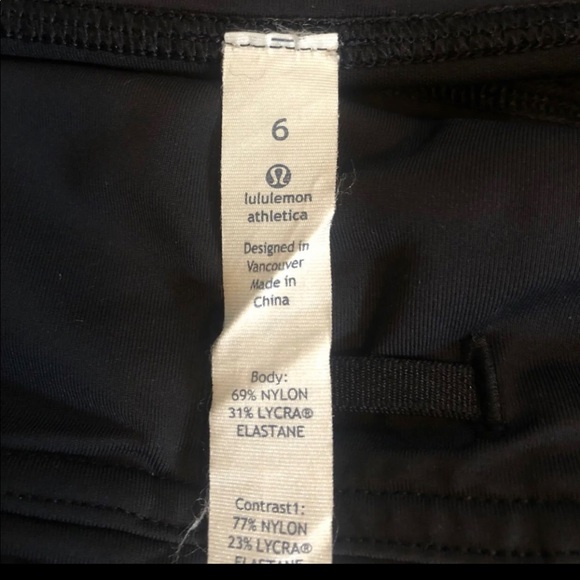 6
lululemon
athletica
Designed in
Vancouver
Made in
China
Body:
69% NYLON
31% LYCRA®
ELASTANE
Contrast1:
77% NYLON
23% LYCRA®
ELASTANE